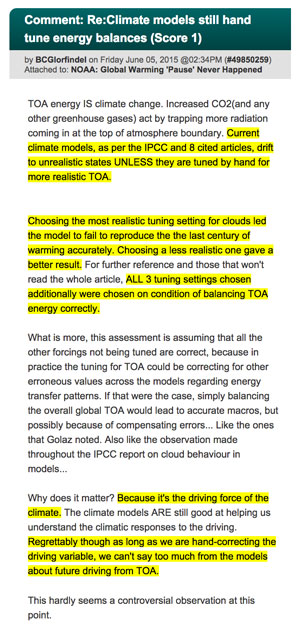 Comment: Re:Climate models still hand
tune energy balances (Score 1)
by BCGlorfindel on Friday June 05, 2015 @02:34PM (#49850259)
Attached to: NOAA: Global Warming 'Pause' Never Happened
TOA energy IS climate change. Increased CO2(and any
other greenhouse gases) act by trapping more radiation
coming in at the top of atmosphere boundary. Current
climate models, as per the IPCC and 8 cited articles, drift
to unrealistic states UNLESS they are tuned by hand for
more realistic TOA.
Choosing the most realistic tuning setting for clouds led
the model to fail to reproduce the the last century of
warming accurately. Choosing a less realistic one gave a
better result. For further reference and those that won't
read the whole article, ALL 3 tuning settings chosen
additionally were chosen on condition of balancing TOA
energy correctly.
What is more, this assessment is assuming that all the
other forcings not being tuned are correct, because in
practice the tuning for TOA could be correcting for other
erroneous values across the models regarding energy
transfer patterns. If that were the case, simply balancing
the overall global TOA would lead to accurate macros, but
possibly because of compensating errors... Like the ones
that Golaz noted. Also like the observation made
throughout the IPCC report on cloud behaviour in
models...
Why does it matter? Because it's the driving force of the
climate. The climate models ARE still good at helping us
understand the climatic responses to the driving.
Regrettably though as long as we are hand-correcting the
driving variable, we can't say too much from the models
about future driving from TOA.
This hardly seems a controversial observation at this
point.